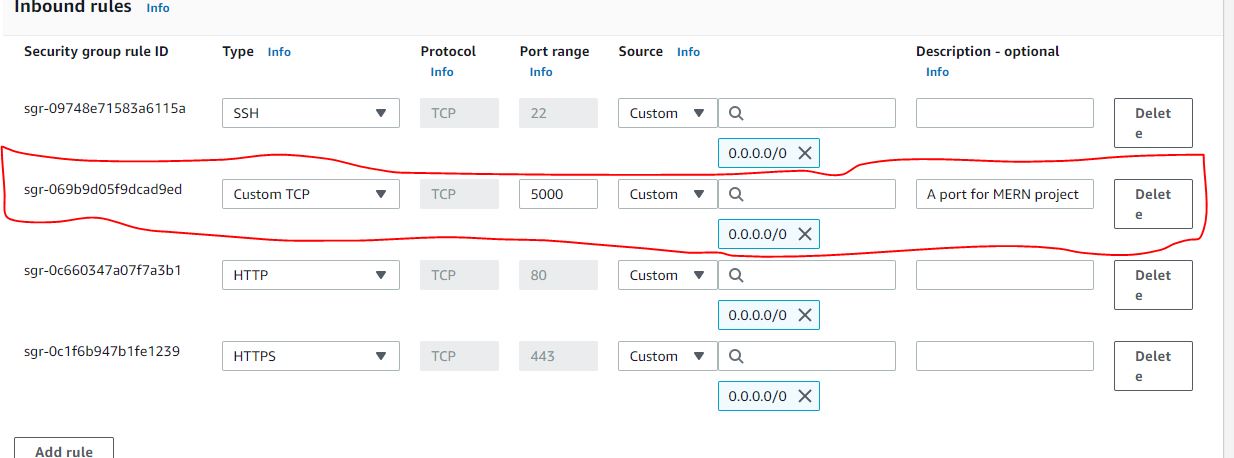 Inbound rules Info
Security group rule ID Type Info Protocol Info Port range Info Source Info Description - optional Info
sgr-09748e71583a6115a SSH TCP 22 Custom Delete
0.0.0.0/0
sgr-069b9d05f9dcad9ed Custom TCP TCP 5000 Custom A port for MERN project Delete
0.0.0.0/0
sgr-0c660347a07f7a3b1 HTTP TCP 80 Custom Delete
0.0.0.0/0
sgr-0c1f6b947b1fe1239 HTTPS TCP 443 Custom Delete
0.0.0.0/0
Add rule